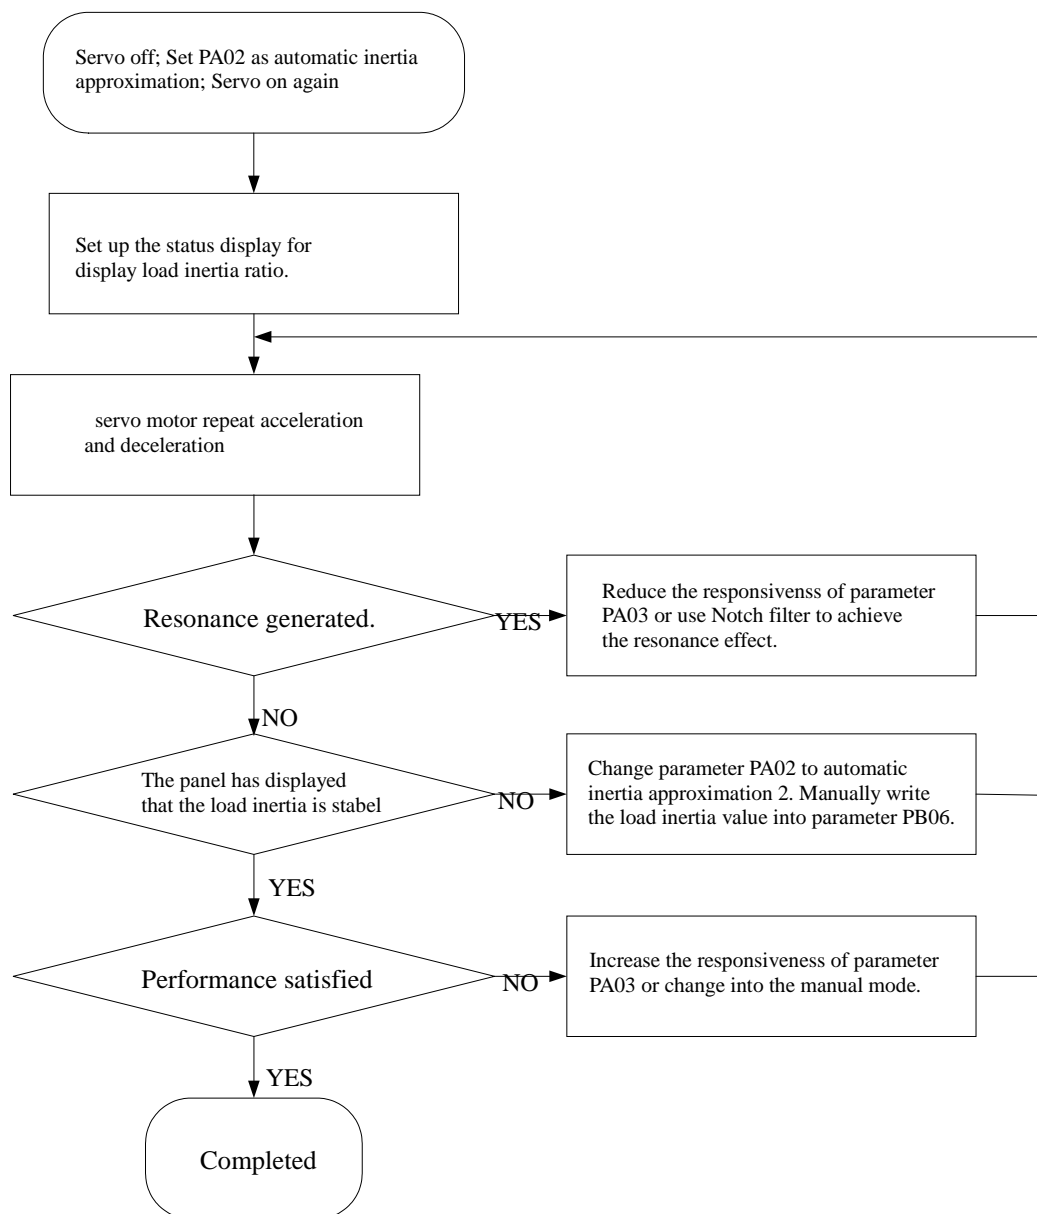 Servo off; Set PA02 as automatic inertia
approximation; Servo on again
Set up the status display for
display load inertia ratio.
servo motor repeat acceleration
and deceleration
Resonance generated.
YES
Reduce the responsivenss of parameter
PA03 or use Notch filter to achieve
the resonance effect.
NO
The panel has displayed
that the load inertia is stabel
NO
Change parameter PA02 to automatic
inertia approximation 2. Manually write
the load inertia value into parameter PB06.
YES
Performance satisfied
NO
Increase the responsiveness of parameter
PA03 or change into the manual mode.
YES
Completed